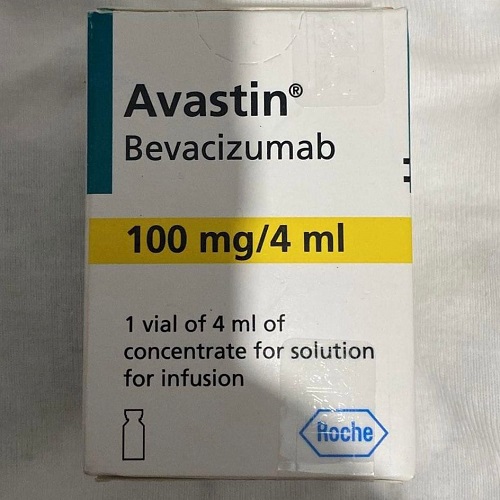 Avastin®
Bevacizumab
100 mg/4 ml
1 vial of 4 ml of
concentrate for solution
for infusion
Roche